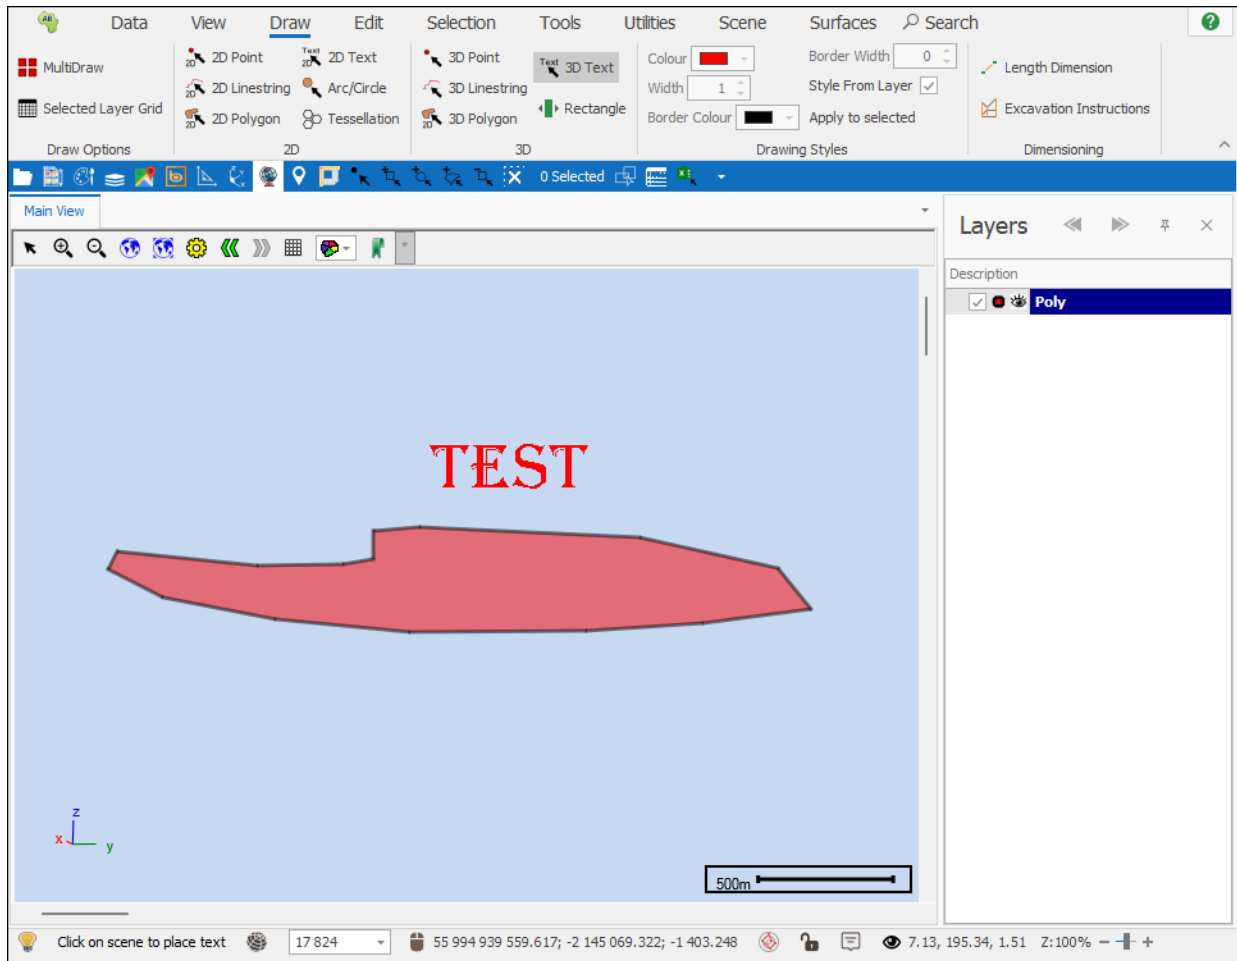 All
Data View Draw Edit Selection Tools Utilities Scene Surfaces Search
MultiDraw
Selected Layer Grid
Draw Options
2D Point
2D Linestring
2D Polygon
Text 2D Text
Arc/Circle
Tessellation
2D
3D Point
3D Linestring
3D Polygon
Text 3D Text
Rectangle
3D
Colour
Width 1
Border Colour
Border Width 0
Style From Layer
Apply to selected
Drawing Styles
Length Dimension
Excavation Instructions
Dimensioning
0 Selected
Main View
Layers
Description
Poly
TEST
z
x
y
500m
Click on scene to place text
17 824
55 994 939 559.617; -2 145 069.322; -1 403.248
7.13, 195.34, 1.51
Z:100%